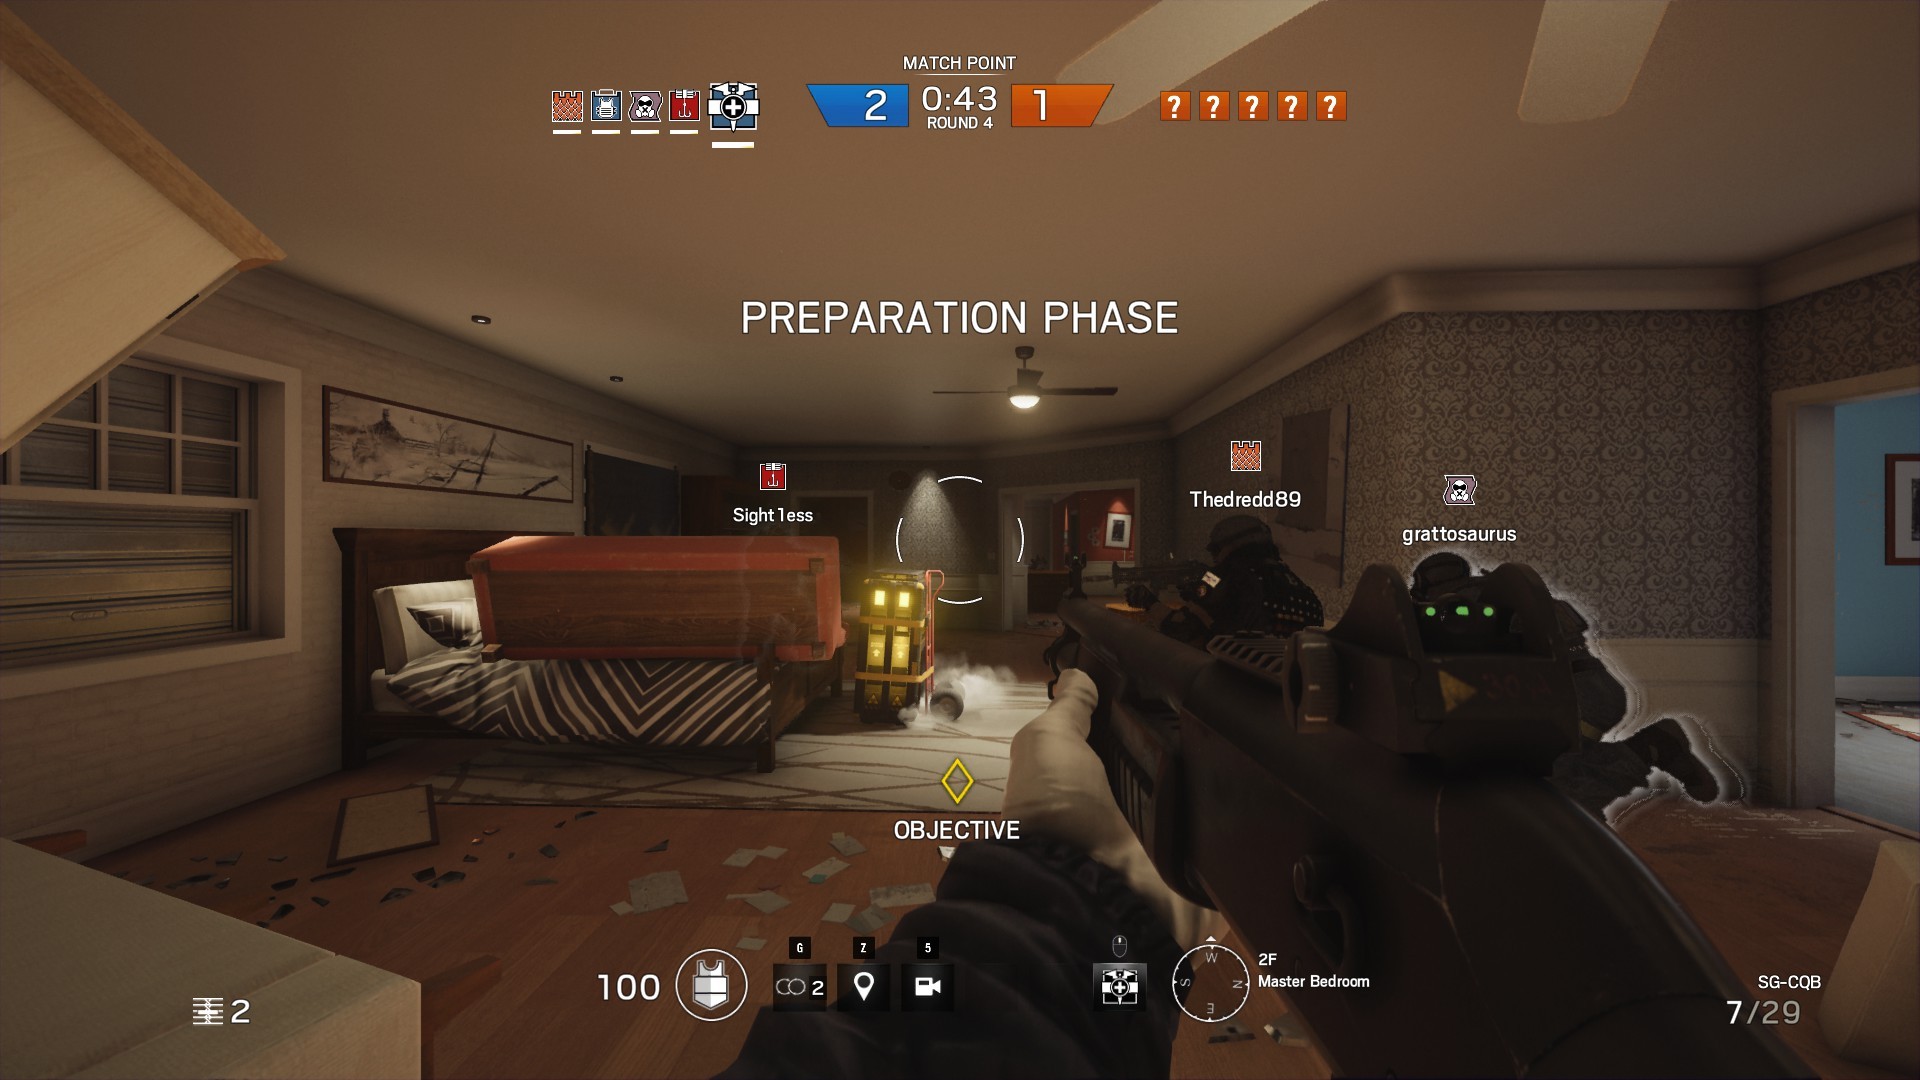 MATCH POINT
2 0:43 1
ROUND 4
? ? ? ? ?
PREPARATION PHASE
Sight1ess
Thedredd89
grattosaurus
OBJECTIVE
G Z 5
100
2
2
W
S N
E
2F
Master Bedroom
SG-CQB
7/29